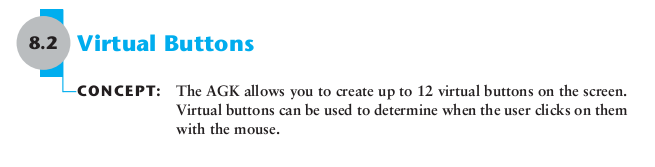 8.2 Virtual Buttons
CONCEPT: The AGK allows you to create up to 12 virtual buttons on the screen.
Virtual buttons can be used to determine when the user clicks on them
with the mouse.